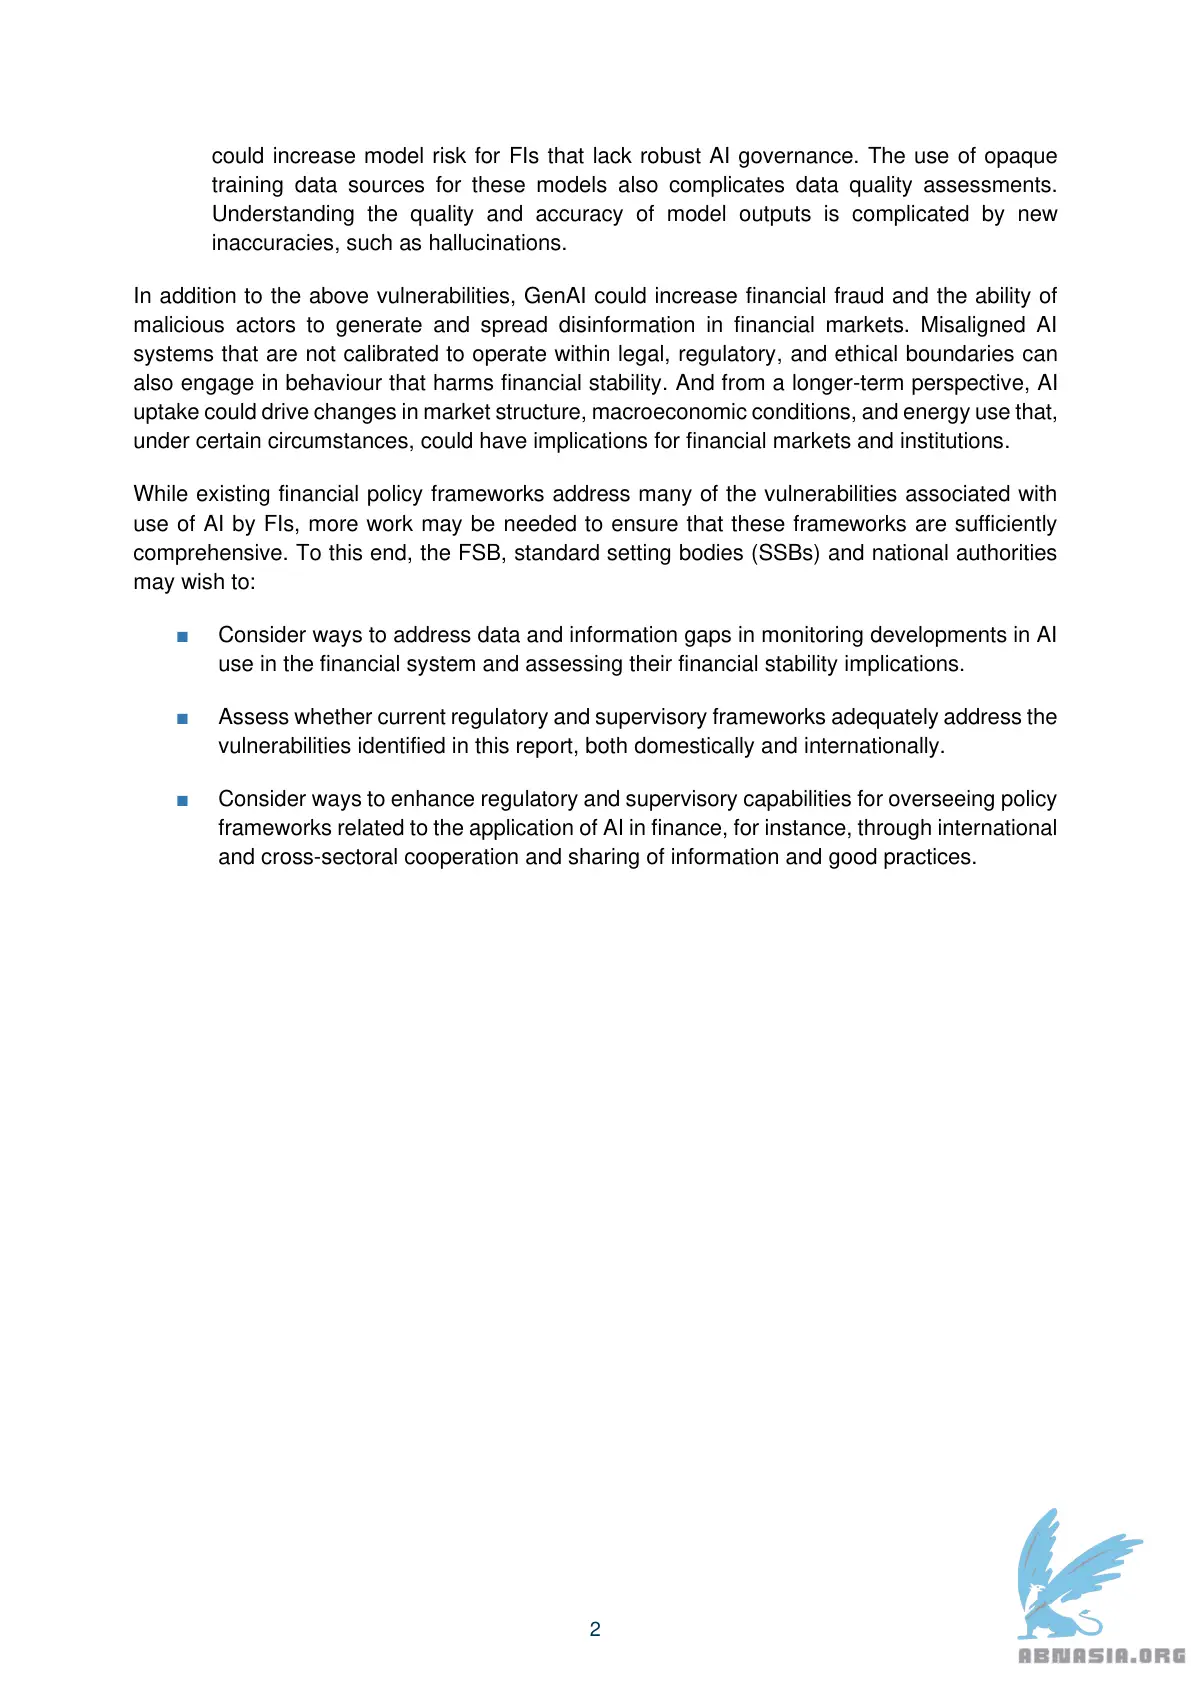 could increase model risk for FIs that lack robust AI governance. The use of opaque
training data sources for these models also complicates data quality assessments.
Understanding the quality and accuracy of model outputs is complicated by new
inaccuracies, such as hallucinations.
In addition to the above vulnerabilities, GenAI could increase financial fraud and the ability of
malicious actors to generate and spread disinformation in financial markets. Misaligned AI
systems that are not calibrated to operate within legal, regulatory, and ethical boundaries can
also engage in behaviour that harms financial stability. And from a longer-term perspective, AI
uptake could drive changes in market structure, macroeconomic conditions, and energy use that,
under certain circumstances, could have implications for financial markets and institutions.
While existing financial policy frameworks address many of the vulnerabilities associated with
use of AI by FIs, more work may be needed to ensure that these frameworks are sufficiently
comprehensive. To this end, the FSB, standard setting bodies (SSBs) and national authorities
may wish to:
■ Consider ways to address data and information gaps in monitoring developments in AI
use in the financial system and assessing their financial stability implications.
■ Assess whether current regulatory and supervisory frameworks adequately address the
vulnerabilities identified in this report, both domestically and internationally.
■ Consider ways to enhance regulatory and supervisory capabilities for overseeing policy
frameworks related to the application of AI in finance, for instance, through international
and cross-sectoral cooperation and sharing of information and good practices.
2
ABNASIA.ORG